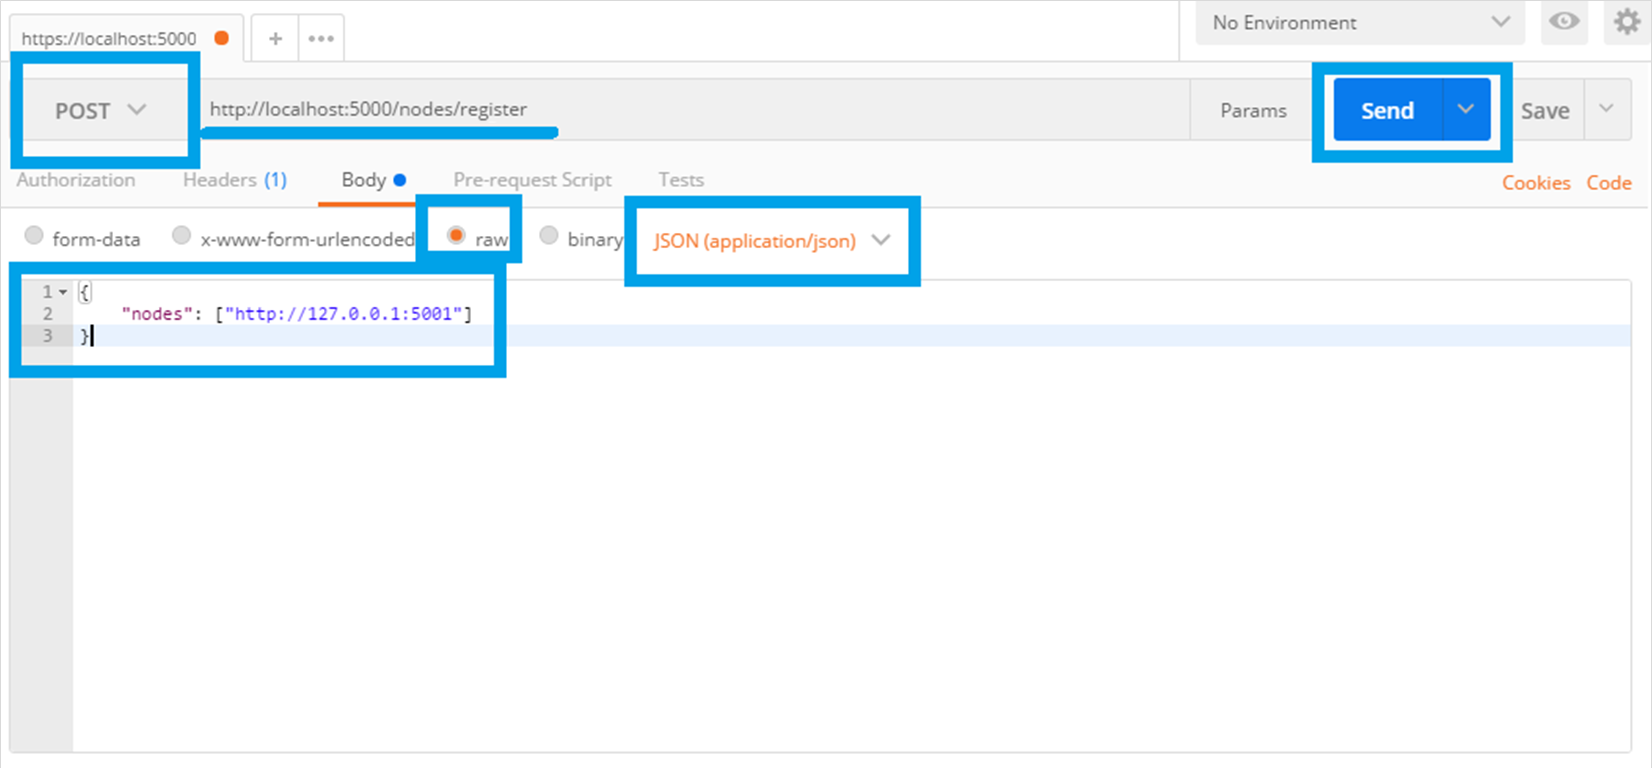 https://localhost:5000 + ••• No Environment
POST http://localhost:5000/nodes/register Params Send Save
Authorization Headers (1) Body Pre-request Script Tests Cookies Code
form-data x-www-form-urlencoded raw binary JSON (application/json)
1 {
2 "nodes": ["http://127.0.0.1:5001"]
3 }